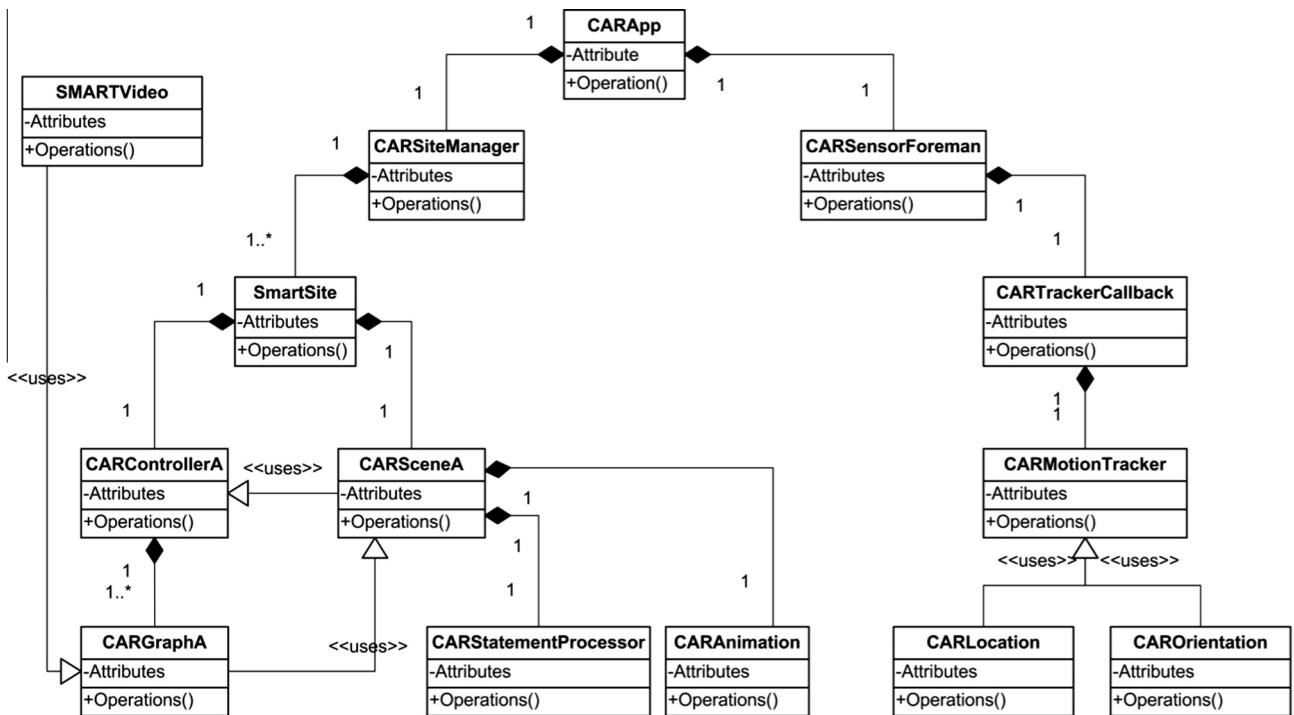 CARApp
-Attribute
+Operation()
1
1
1
1
SMARTVideo
-Attributes
+Operations()
CARSiteManager
-Attributes
+Operations()
CARSensorForeman
-Attributes
+Operations()
1
1..*
1
1
SmartSite
-Attributes
+Operations()
CARTrackerCallback
-Attributes
+Operations()
1
1
<<uses>>
1
1
1
1
CARControllerA
-Attributes
+Operations()
<<uses>>
CARSceneA
-Attributes
+Operations()
CARMotionTracker
-Attributes
+Operations()
1
1
1
1
1..*
1
<<uses>>
<<uses>>
<<uses>>
CARGraphA
-Attributes
+Operations()
CARStatementProcessor
-Attributes
+Operations()
CARAnimation
-Attributes
+Operations()
CARLocation
-Attributes
+Operations()
CAROrientation
-Attributes
+Operations()